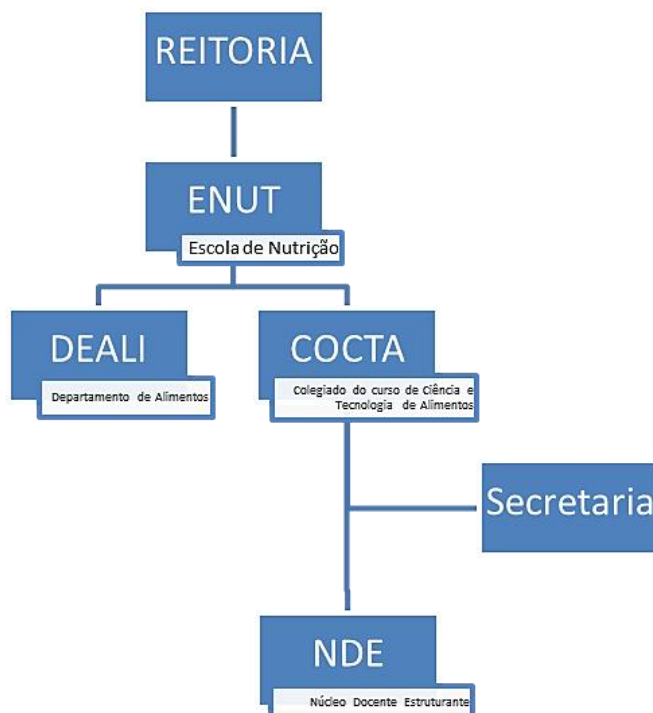 REITORIA
ENUT
Escola de Nutrição
DEALI
Departamento de Alimentos
COCTA
Colegiado do curso de Ciência e
Tecnologia de Alimentos
Secretaria
NDE
Núcleo Docente Estruturante